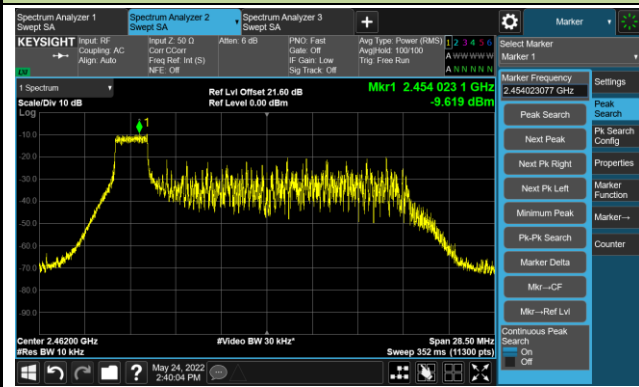 Spectrum Analyzer 1
Swept SA
Spectrum Analyzer 2
Swept SA
Spectrum Analyzer 3
Swept SA
+
Marker
KEYSIGHT
Input: RF
Coupling: AC
Align: Auto
Input Z: 50 Ω
Corr CCorr
Freq Ref: Int (S)
NFE: Off
Atten: 6 dB
PNO: Fast
Gate: Off
IF Gain: Low
Sig Track: Off
Avg Type: Power (RMS)
Avg|Hold: 100/100
Trig: Free Run
1 2 3 4 5 6
A W W W W W
A N N N N N
Select Marker
Marker 1
1 Spectrum
Scale/Div 10 dB
Log
Ref Lvl Offset 21.60 dB
Ref Level 0.00 dBm
Mkr1 2.454 023 1 GHz
-9.619 dBm
1
-10.0
-20.0
-30.0
-40.0
-50.0
-60.0
-70.0
-80.0
-90.0
Center 2.46200 GHz
#Res BW 10 kHz
#Video BW 30 kHz*
Span 28.50 MHz
Sweep 352 ms (11300 pts)
Marker Frequency
2.454023077 GHz
Peak Search
Next Peak
Next Pk Right
Next Pk Left
Minimum Peak
Pk-Pk Search
Marker Delta
Mkr→CF
Mkr→Ref Lvl
Continuous Peak
Search
On
Off
Settings
Peak
Search
Pk Search
Config
Properties
Marker
Function
Marker→
Counter
?
May 24, 2022
2:40:04 PM